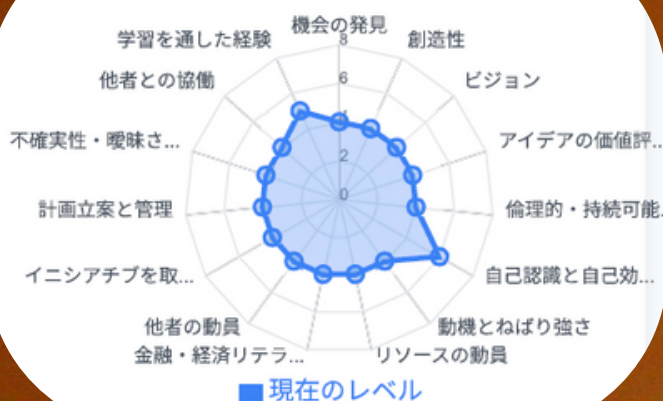 機会の発見
創造性
ビジョン
アイデアの価値評...
倫理的・持続可能.
自己認識と自己効...
動機とねばり強さ
リソースの動員
金融・経済リテラ...
他者の動員
イニシアチブを取...
計画立案と管理
不確実性・曖昧さ...
他者との協働
学習を通した経験
8
6
4
2
0
現在のレベル